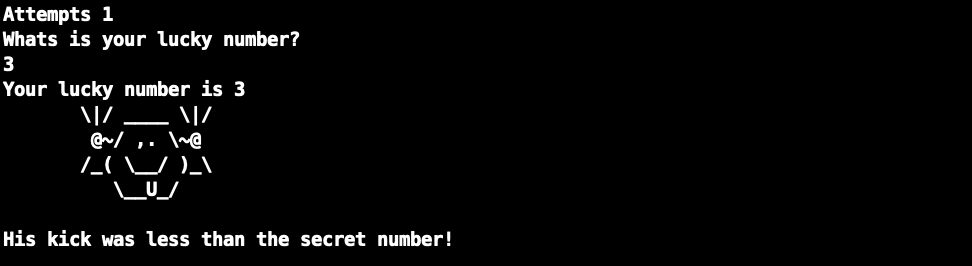 Attempts 1
Whats is your lucky number?
3
Your lucky number is 3
       \|/ ____ \|/
        @~/ ,. \~@
       /_( \__/ )_\
          \__U_/
His kick was less than the secret number!